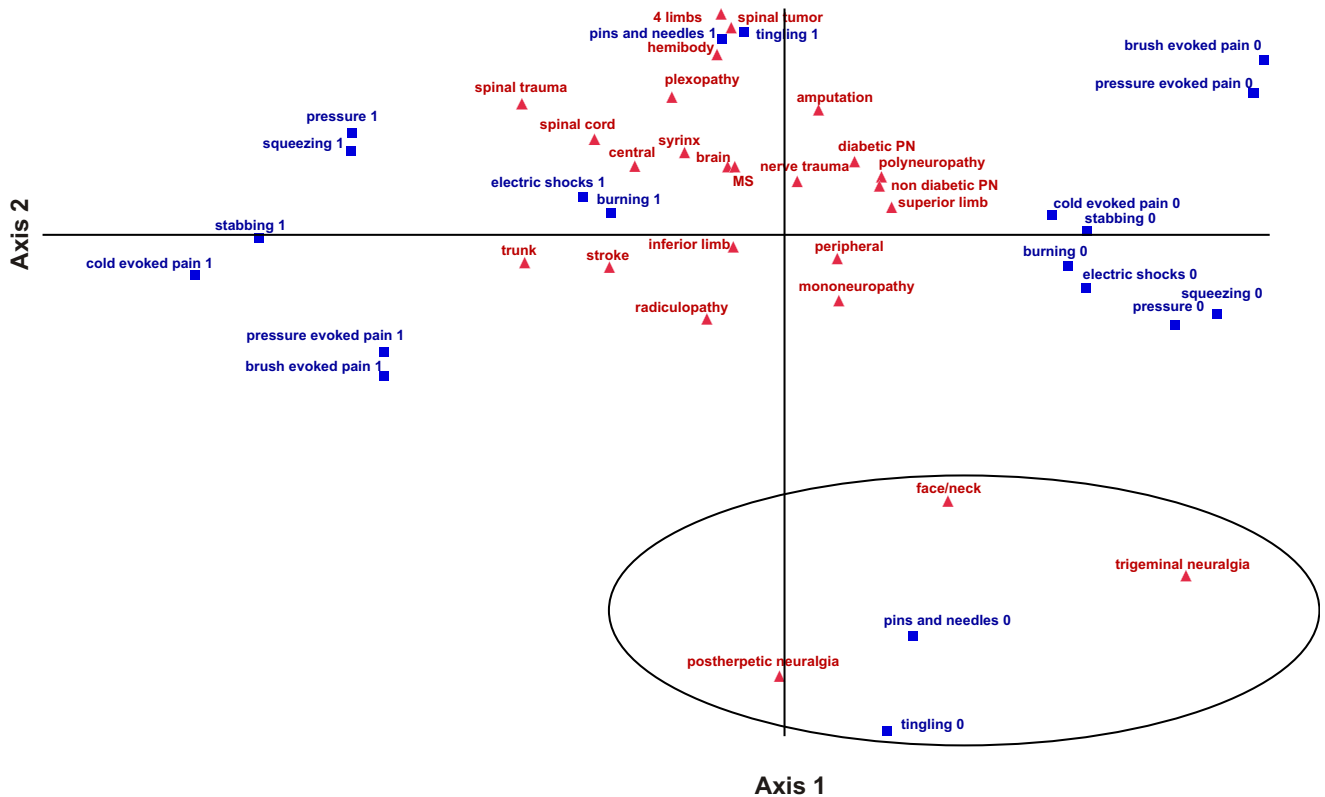 4 limbs
spinal tumor
pins and needles 1
tingling 1
hemibody
brush evoked pain 0
pressure evoked pain 0
plexopathy
spinal trauma
amputation
pressure 1
spinal cord
squeezing 1
syrinx
diabetic PN
central
brain
nerve trauma
polyneuropathy
MS
electric shocks 1
non diabetic PN
burning 1
superior limb
cold evoked pain 0
stabbing 0
stabbing 1
Axis 2
inferior limb
peripheral
trunk
stroke
burning 0
cold evoked pain 1
electric shocks 0
mononeuropathy
squeezing 0
radiculopathy
pressure 0
pressure evoked pain 1
brush evoked pain 1
face/neck
trigeminal neuralgia
pins and needles 0
postherpetic neuralgia
tingling 0
Axis 1